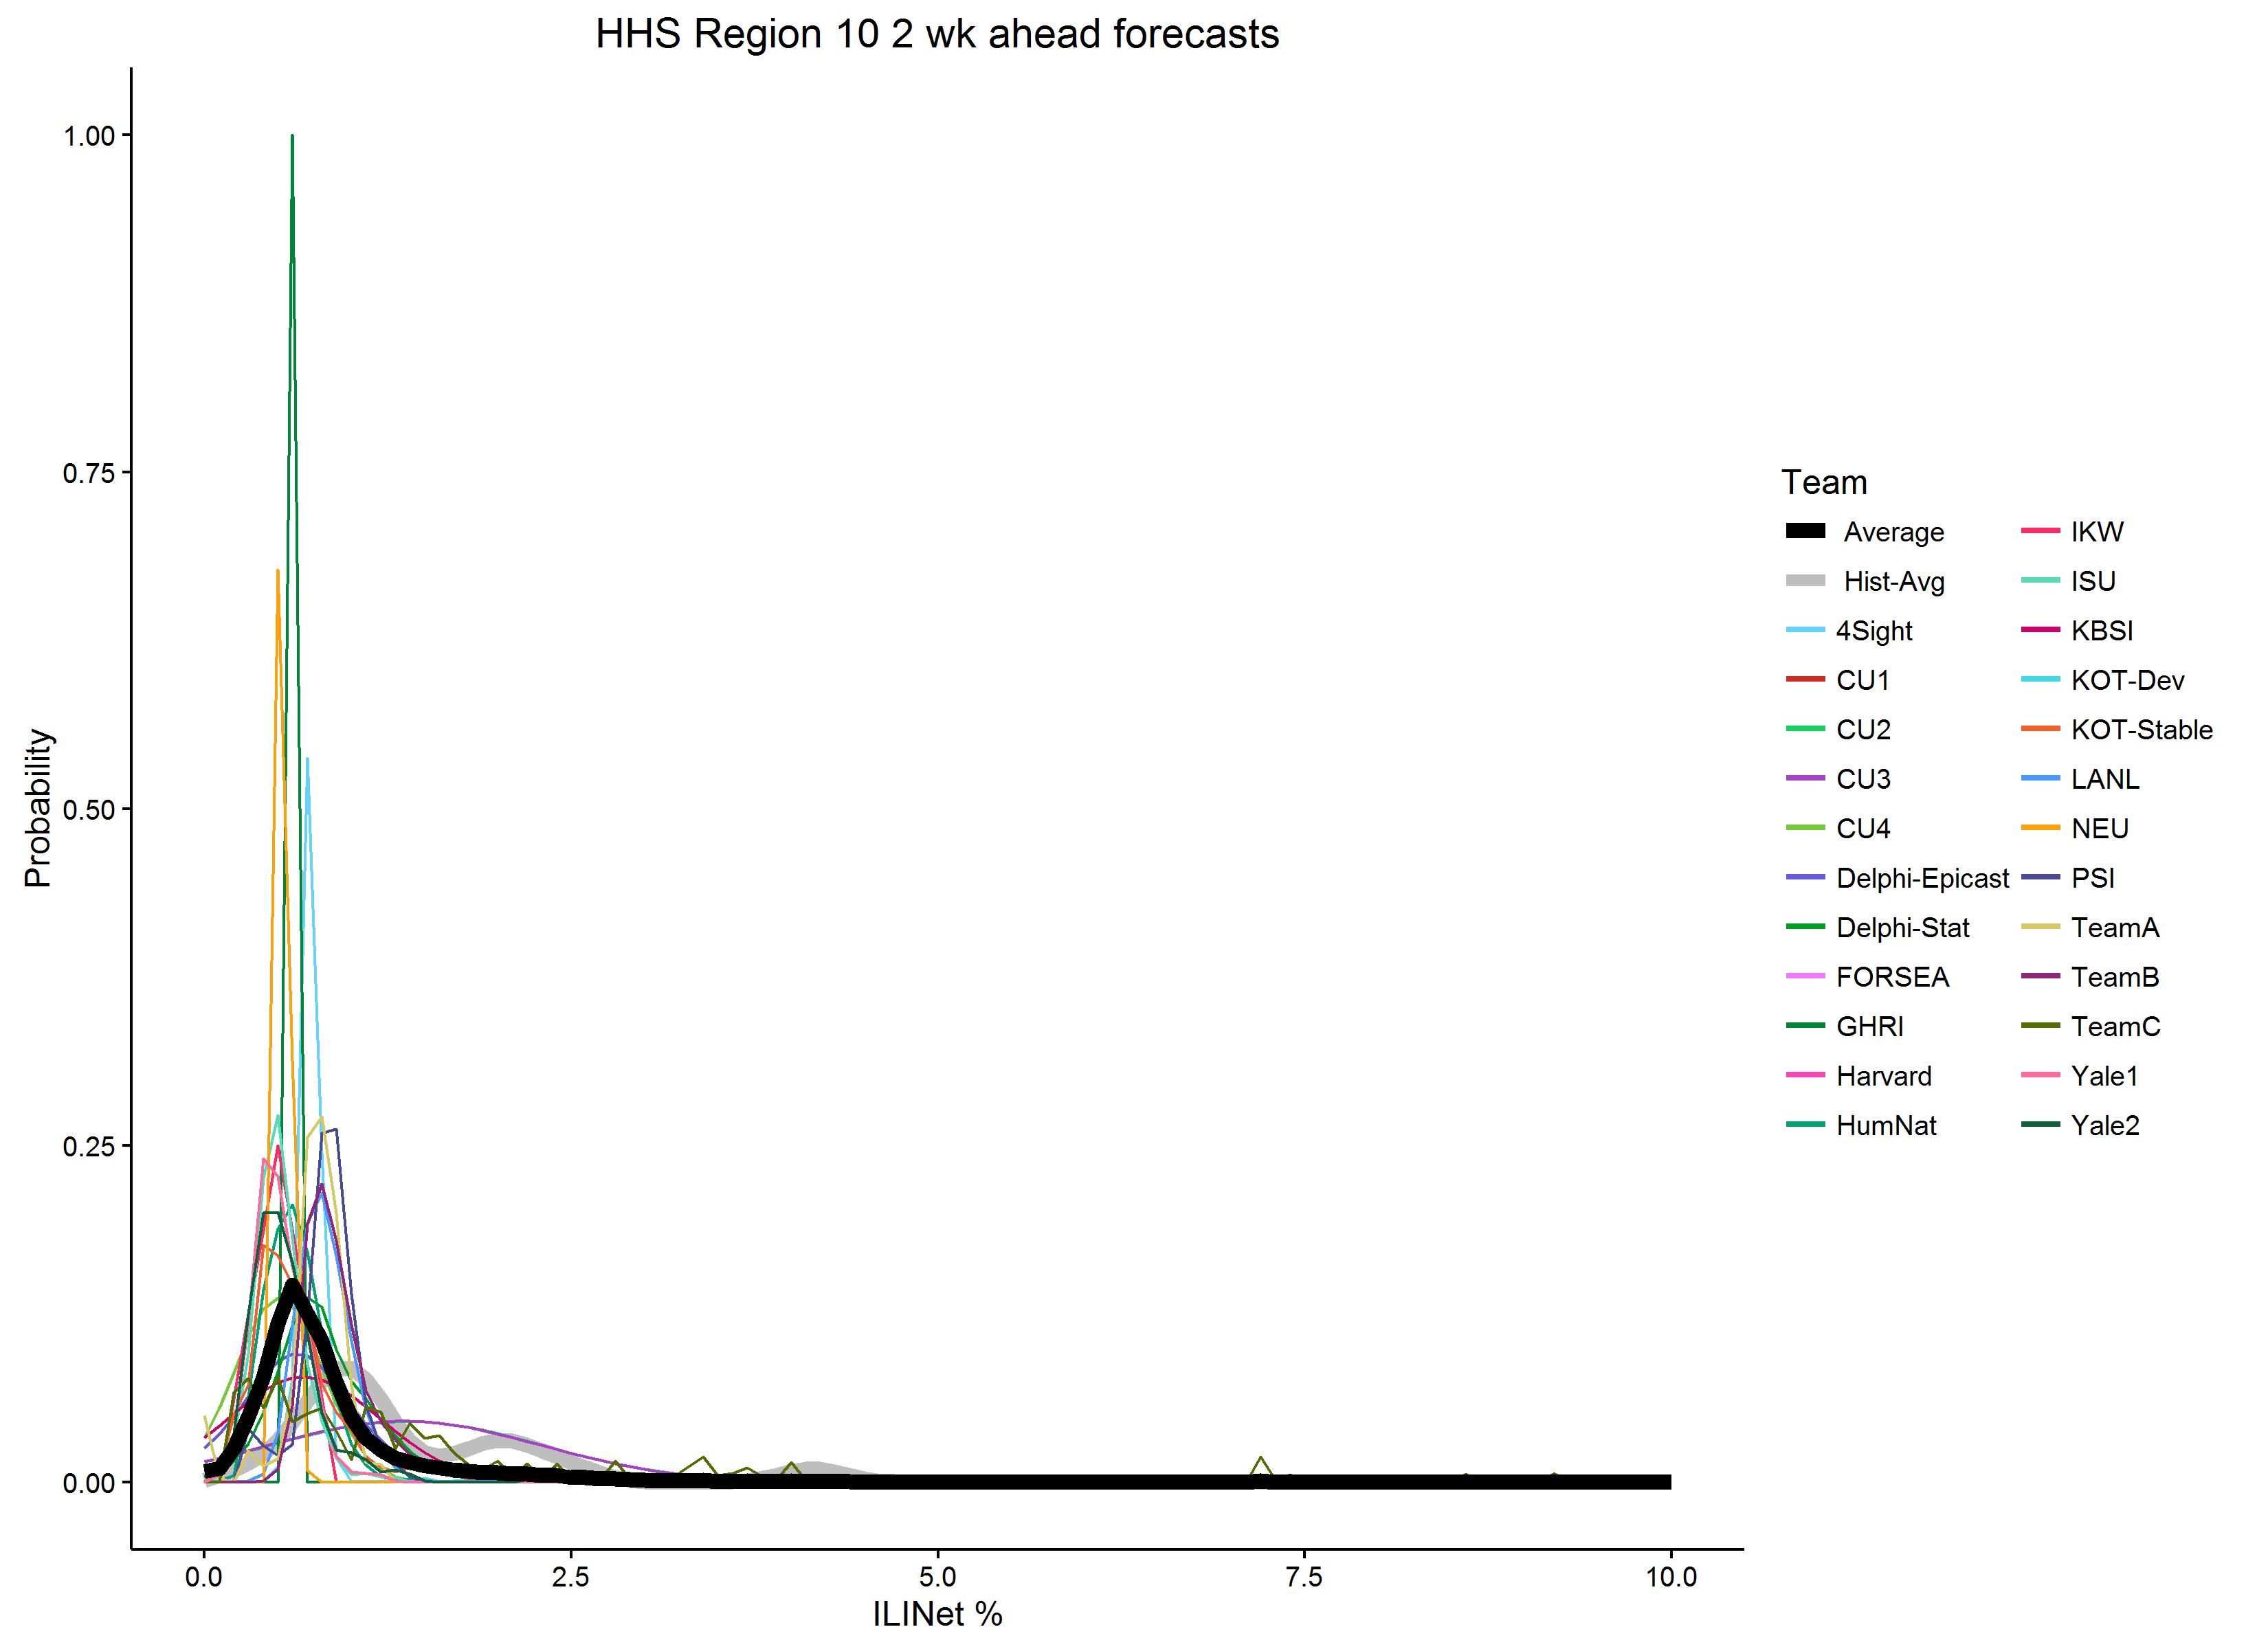 HHS Region 10 2 wk ahead forecasts
1.00
0.75
0.50
0.25
0.00
Probability
0.0 2.5 5.0 7.5 10.0
ILINet %
Team
Average
Hist-Avg
4Sight
CU1
CU2
CU3
CU4
Delphi-Epicast
Delphi-Stat
FORSEA
GHRI
Harvard
HumNat
IKW
ISU
KBSI
KOT-Dev
KOT-Stable
LANL
NEU
PSI
TeamA
TeamB
TeamC
Yale1
Yale2